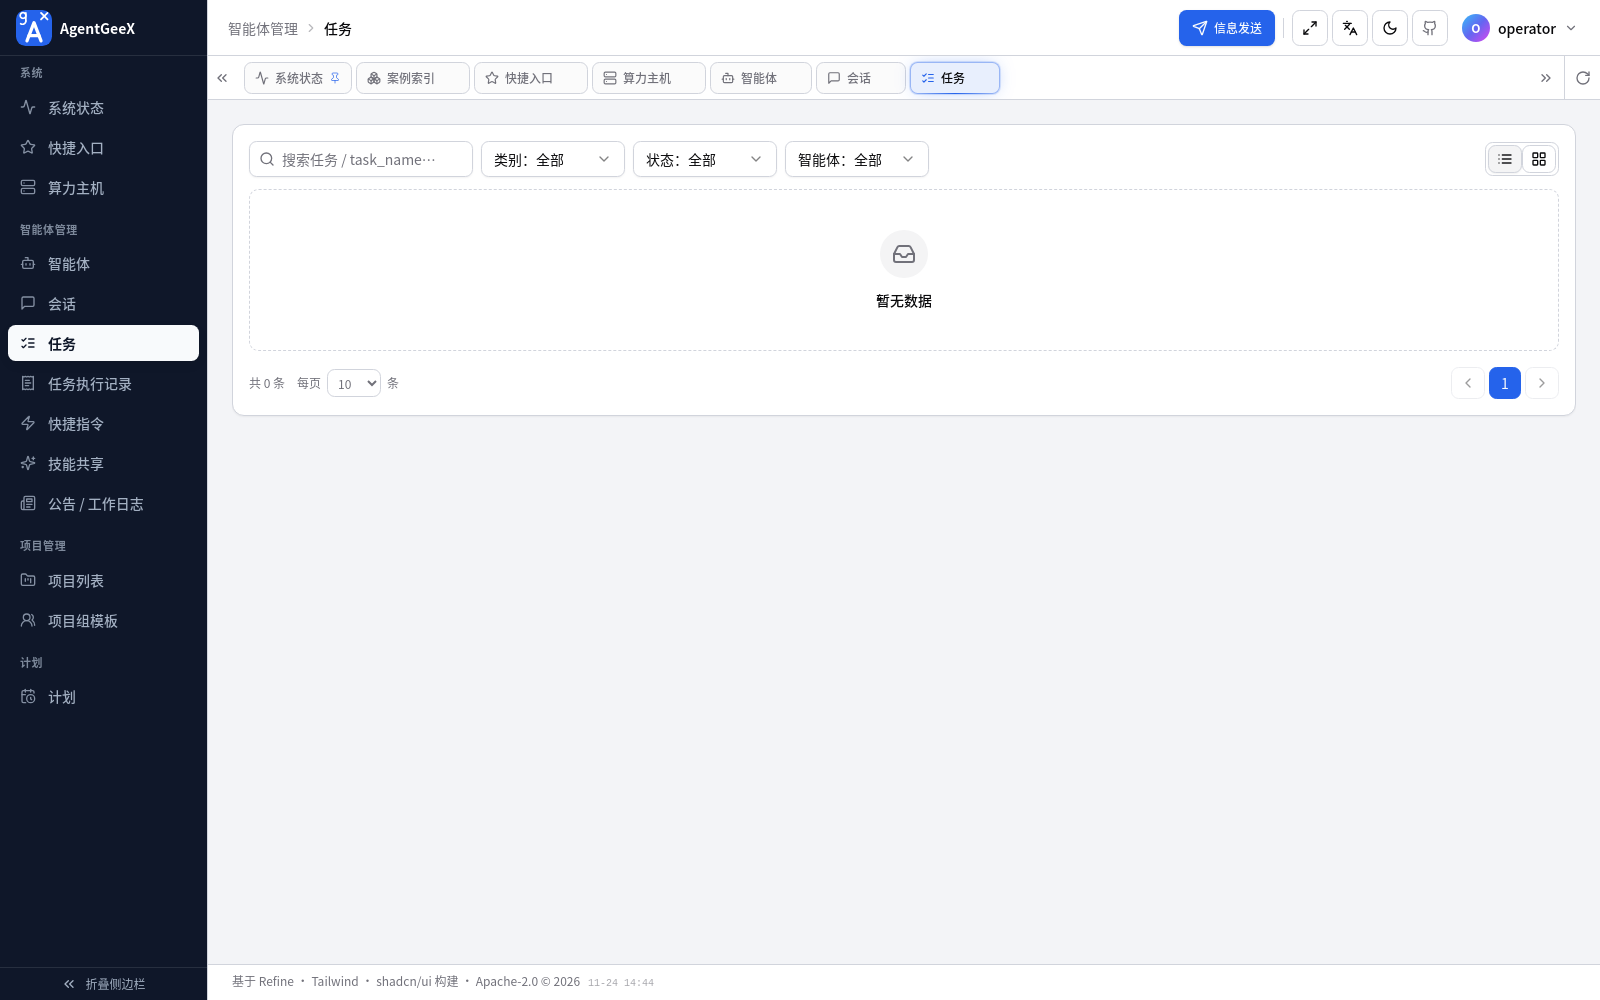 AgentGeeX
系统
系统状态
快捷入口
算力主机
智能体管理
智能体
会话
任务
任务执行记录
快捷指令
技能共享
公告 / 工作日志
项目管理
项目列表
项目组模板
计划
计划
折叠侧边栏
智能体管理 > 任务
信息发送
operator
系统状态 案例索引 快捷入口 算力主机 智能体 会话 任务
搜索任务 / task_name… 类别：全部 状态：全部 智能体：全部
暂无数据
共 0 条 每页 10 条
1
基于 Refine · Tailwind · shadcn/ui 构建 · Apache-2.0 © 2026 11-24 14:44